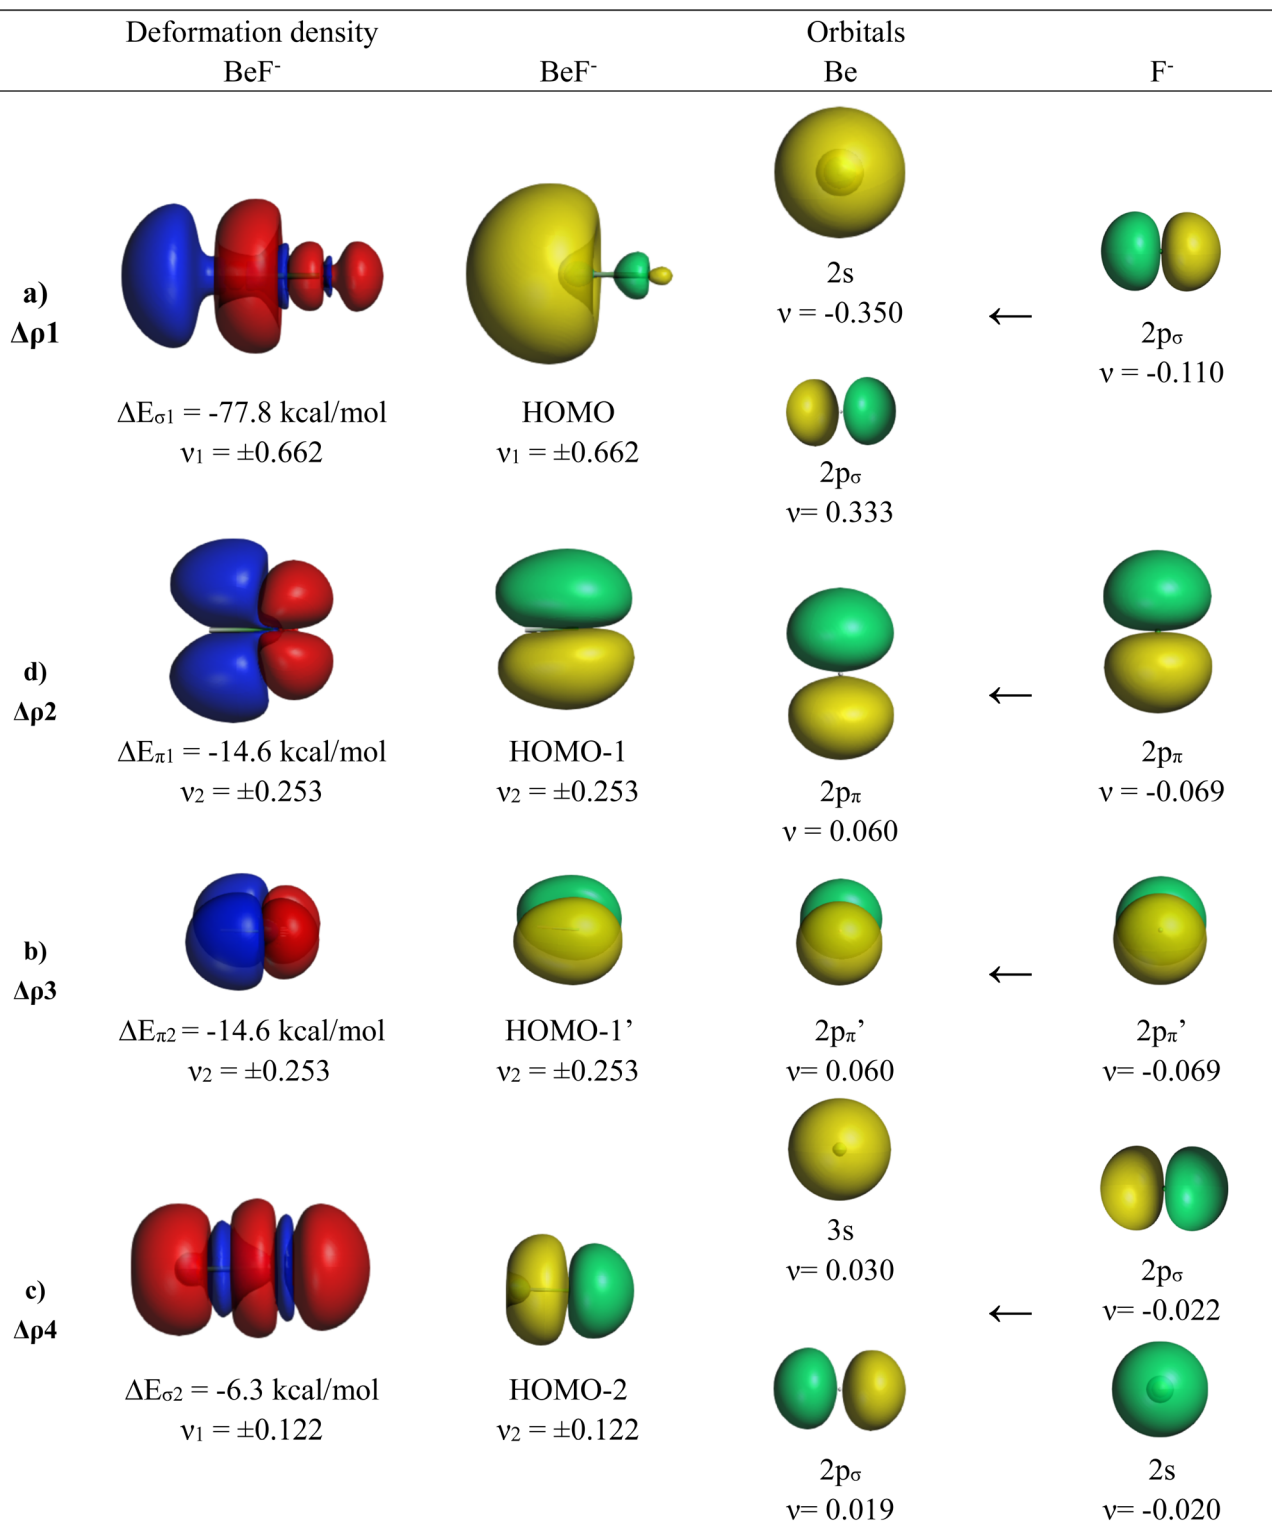 Deformation density Orbitals
BeF⁻ BeF⁻ Be F⁻
a)
Δρ1
2s
ν = -0.350
←
2pσ
ν = -0.110
ΔEσ1 = -77.8 kcal/mol HOMO
ν1 = ±0.662 ν1 = ±0.662
2pσ
ν= 0.333
d)
Δρ2
←
ΔEπ1 = -14.6 kcal/mol HOMO-1 2pπ
ν2 = ±0.253 ν2 = ±0.253 2pπ ν = -0.069
ν = 0.060
b)
Δρ3
←
ΔEπ2 = -14.6 kcal/mol HOMO-1’ 2pπ’ 2pπ’
ν2 = ±0.253 ν2 = ±0.253 ν= 0.060 ν= -0.069
c)
Δρ4
3s
ν= 0.030
←
2pσ
ν= -0.022
ΔEσ2 = -6.3 kcal/mol HOMO-2
ν1 = ±0.122 ν2 = ±0.122
2pσ 2s
ν= 0.019 ν= -0.020